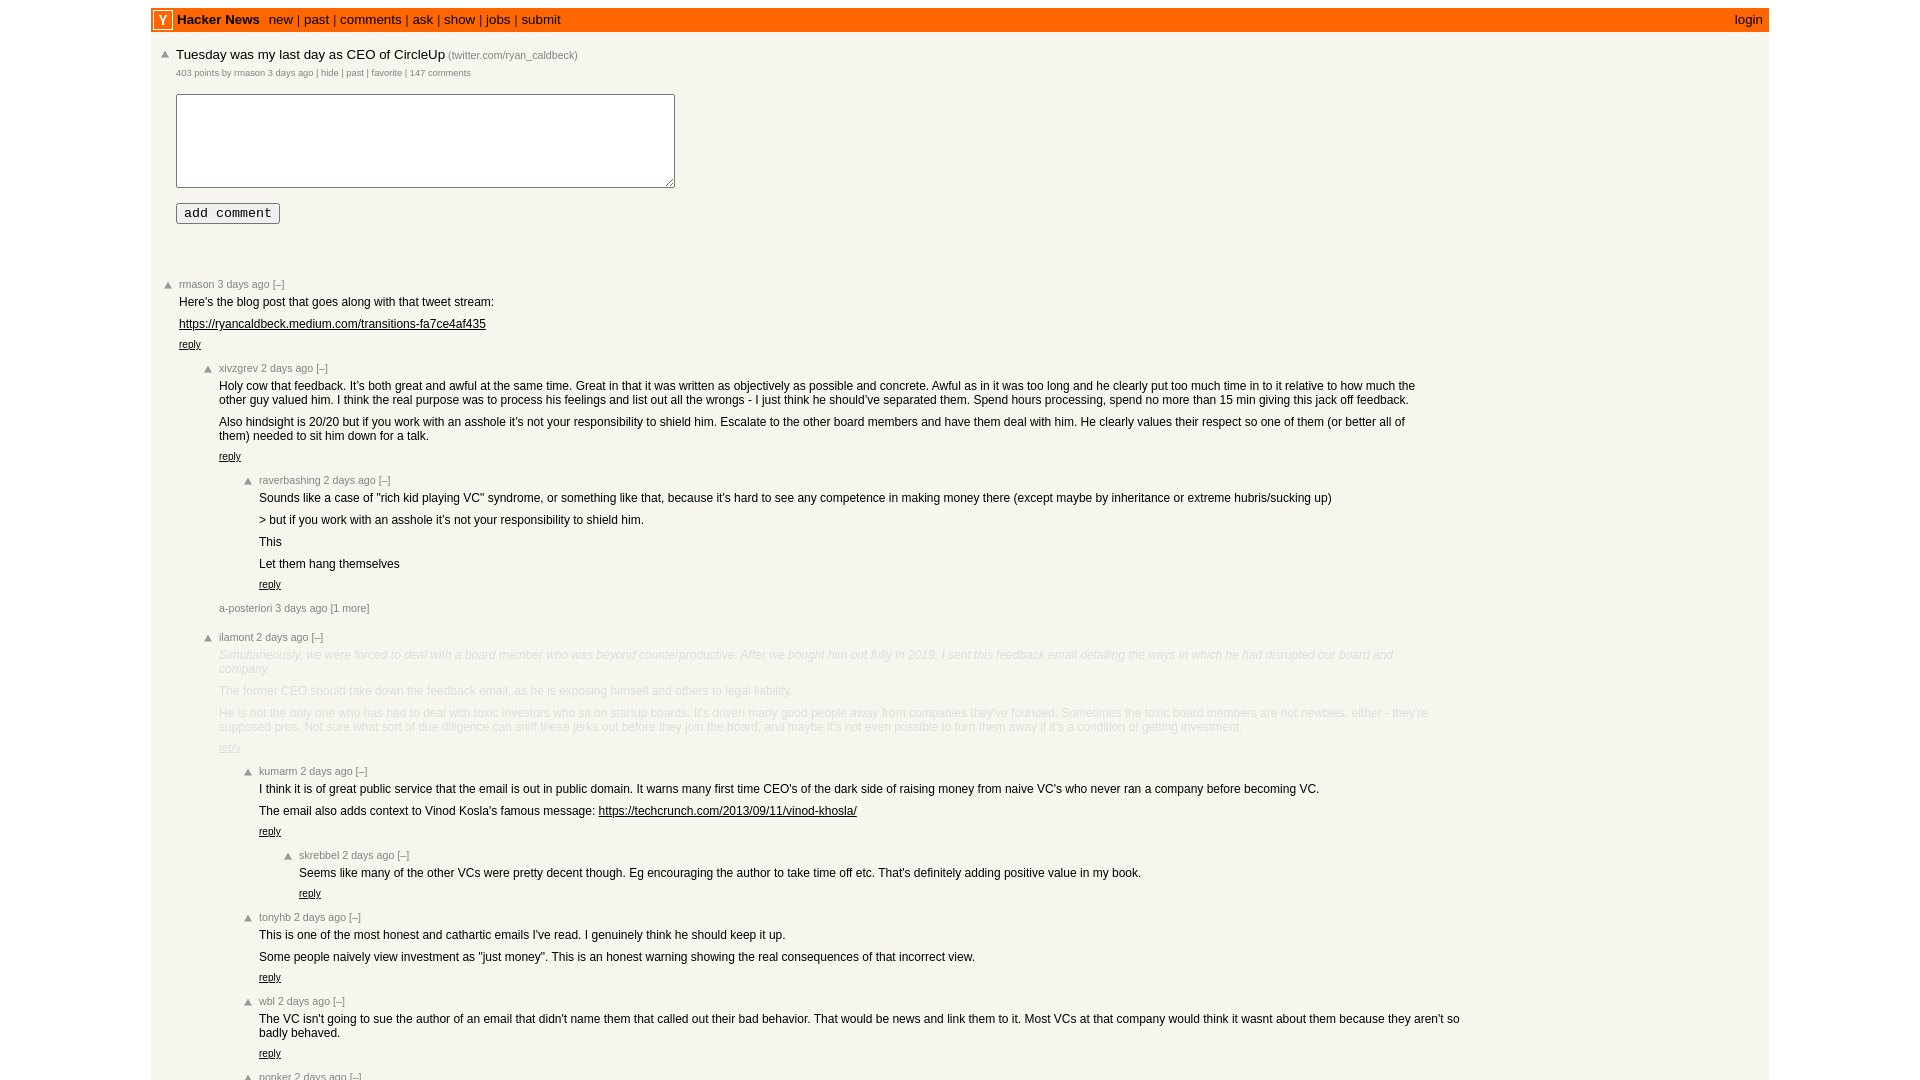 Y Hacker News new | past | comments | ask | show | jobs | submit login
Tuesday was my last day as CEO of CircleUp (twitter.com/ryan_caldbeck)
403 points by rmason 3 days ago | hide | past | favorite | 147 comments
add comment
rmason 3 days ago [–]
Here's the blog post that goes along with that tweet stream:
https://ryancaldbeck.medium.com/transitions-fa7ce4af435
reply
xivzgrev 2 days ago [–]
Holy cow that feedback. It's both great and awful at the same time. Great in that it was written as objectively as possible and concrete. Awful as in it was too long and he clearly put too much time in to it relative to how much the
other guy valued him. I think the real purpose was to process his feelings and list out all the wrongs - I just think he should've separated them. Spend hours processing, spend no more than 15 min giving this jack off feedback.
Also hindsight is 20/20 but if you work with an asshole it's not your responsibility to shield him. Escalate to the other board members and have them deal with him. He clearly values their respect so one of them (or better all of
them) needed to sit him down for a talk.
reply
raverbashing 2 days ago [–]
Sounds like a case of "rich kid playing VC" syndrome, or something like that, because it's hard to see any competence in making money there (except maybe by inheritance or extreme hubris/sucking up)
> but if you work with an asshole it's not your responsibility to shield him.
This
Let them hang themselves
reply
a-posteriori 3 days ago [1 more]
ilamont 2 days ago [–]
Simultaneously, we were forced to deal with a board member who was beyond counterproductive. After we bought him out fully in 2019, I sent this feedback email detailing the ways in which he had disrupted our board and
company.
The former CEO should take down the feedback email, as he is exposing himself and others to legal liability.
He is not the only one who has had to deal with toxic investors who sit on startup boards. It's driven many good people away from companies they've founded. Sometimes the toxic board members are not newbies, either - they're
supposed pros. Not sure what sort of due diligence can sniff these jerks out before they join the board, and maybe it's not even possible to turn them away if it's a condition of getting investment.
reply
kumarm 2 days ago [–]
I think it is of great public service that the email is out in public domain. It warns many first time CEO's of the dark side of raising money from naive VC's who never ran a company before becoming VC.
The email also adds context to Vinod Kosla's famous message: https://techcrunch.com/2013/09/11/vinod-khosla/
reply
skrebbel 2 days ago [–]
Seems like many of the other VCs were pretty decent though. Eg encouraging the author to take time off etc. That's definitely adding positive value in my book.
reply
tonyhb 2 days ago [–]
This is one of the most honest and cathartic emails I've read. I genuinely think he should keep it up.
Some people naively view investment as "just money". This is an honest warning showing the real consequences of that incorrect view.
reply
wbl 2 days ago [–]
The VC isn't going to sue the author of an email that didn't name them that called out their bad behavior. That would be news and link them to it. Most VCs at that company would think it wasnt about them because they aren't so
badly behaved.
reply
ponker 2 days ago [–]